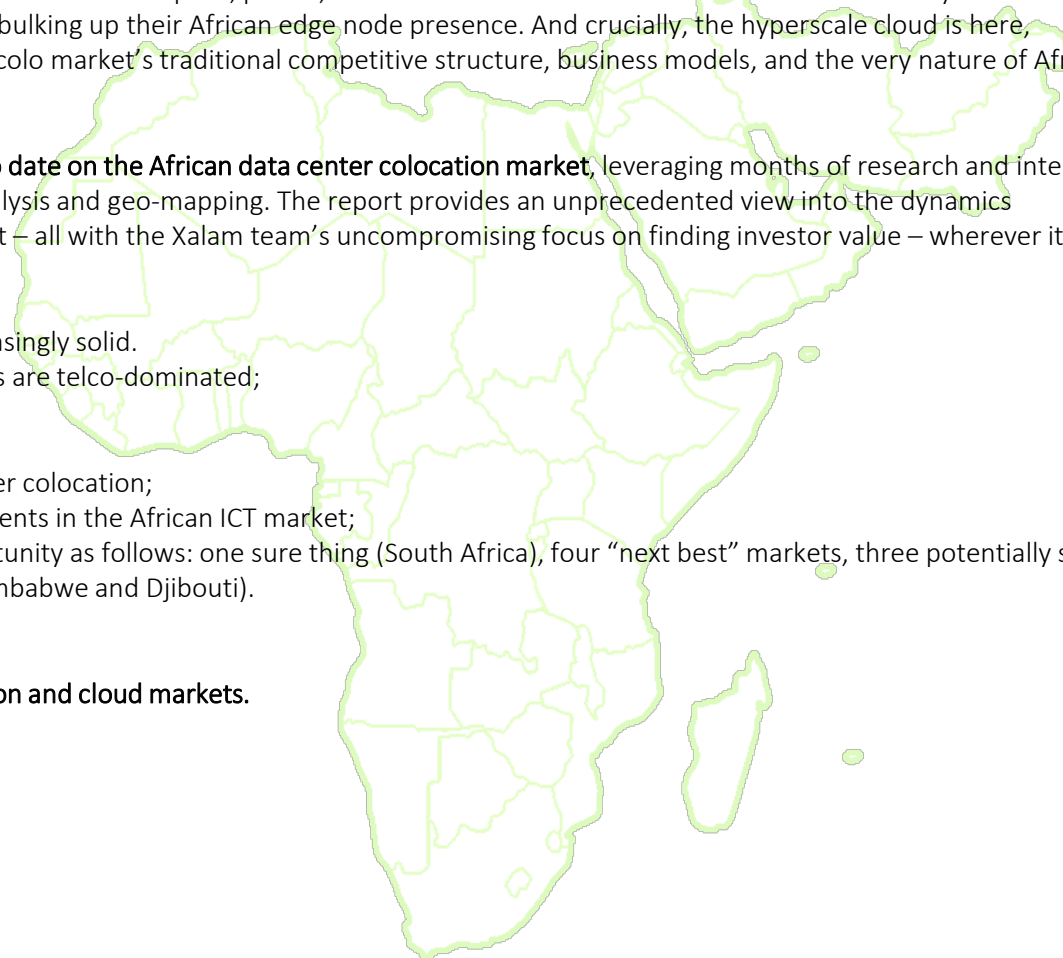 bulking up their African edge node presence. And crucially, the hyperscale cloud is here,
colo market’s traditional competitive structure, business models, and the very nature of Afr
date on the African data center colocation market, leveraging months of research and inte
lysis and geo-mapping. The report provides an unprecedented view into the dynamics
t – all with the Xalam team’s uncompromising focus on finding investor value – wherever it
singly solid.
s are telco-dominated;
er colocation;
ents in the African ICT market;
tunity as follows: one sure thing (South Africa), four “next best” markets, three potentially s
nbabwe and Djibouti).
on and cloud markets.